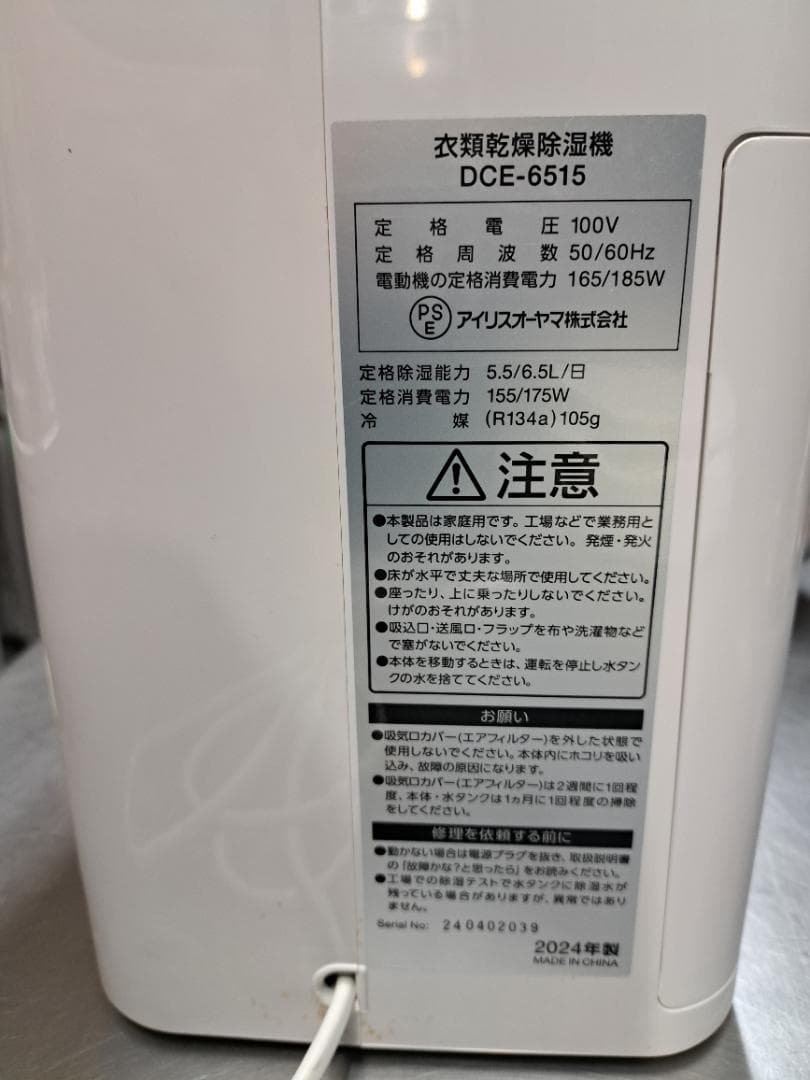 衣類乾燥除湿機
DCE-6515
定格電圧 100V
定格周波数 50/60Hz
電動機の定格消費電力 165/185W
PSE アイリスオーヤマ株式会社
定格除湿能力 5.5/6.5L/日
定格消費電力 155/175W
冷媒 (R134a)105g
注意
●本製品は家庭用です。工場などで業務用と
しての使用はしないでください。発煙・発火
のおそれがあります。
●床が水平で丈夫な場所で使用してください。
●座ったり、上に乗ったりしないでください。
けがのおそれがあります。
●吸込口・送風口・フラップを布や洗濯物など
で塞がないでください。
●本体を移動するときは、運転を停止し水タン
クの水を捨ててください。
お願い
●吸気口カバー(エアフィルター)を外した状態で
使用しないでください。本体内にホコリを吸い
込み、故障の原因になります。
●吸気口カバー(エアフィルター)は2週間に1回程
度、本体・水タンクは1ヵ月に1回程度の掃除
をしてください。
修理を依頼する前に
●動かない場合は電源プラグを抜き、取扱説明書
の「故障かな?と思ったら」をお読みください。
●工場での除湿テストで水タンクに除湿水が
残っている場合がありますが、異常ではあり
ません。
Serial No: 240402039
2024年製
MADE IN CHINA